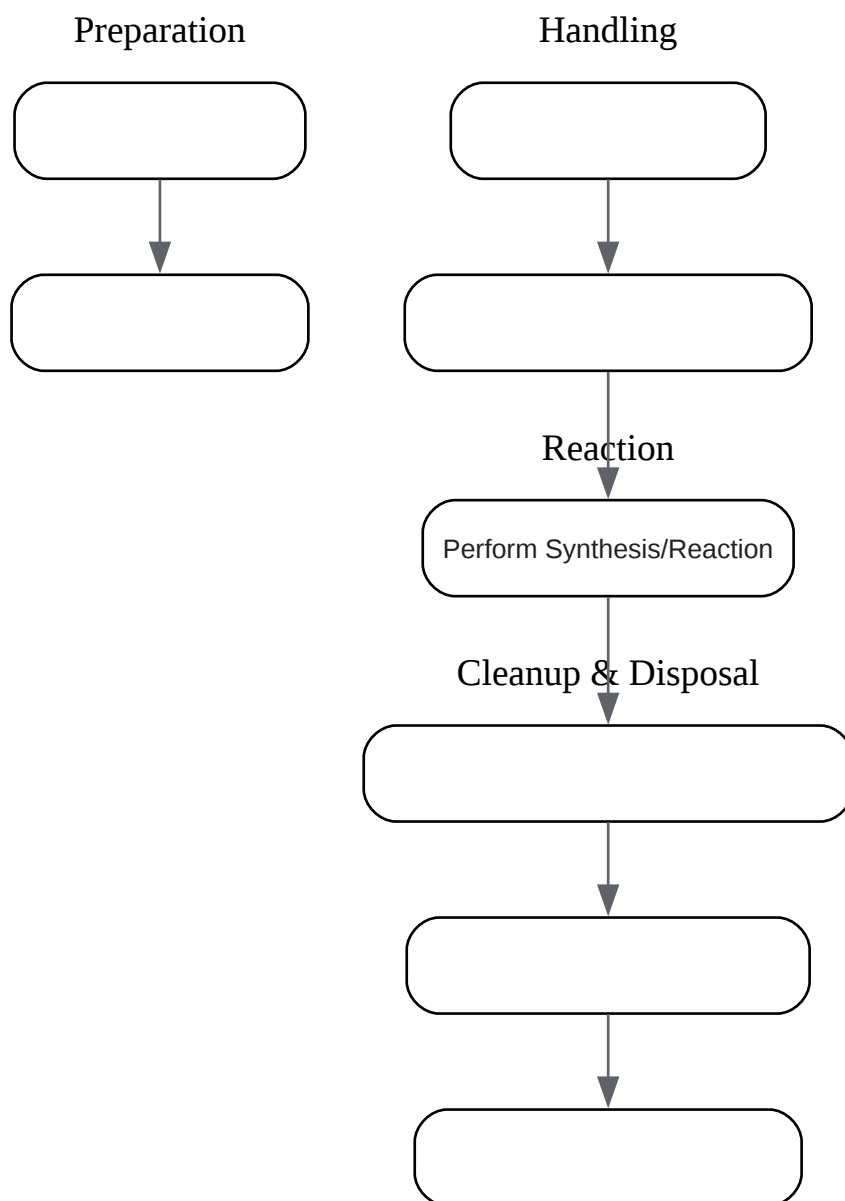 Preparation
Handling
Reaction
Perform Synthesis/Reaction
Cleanup & Disposal